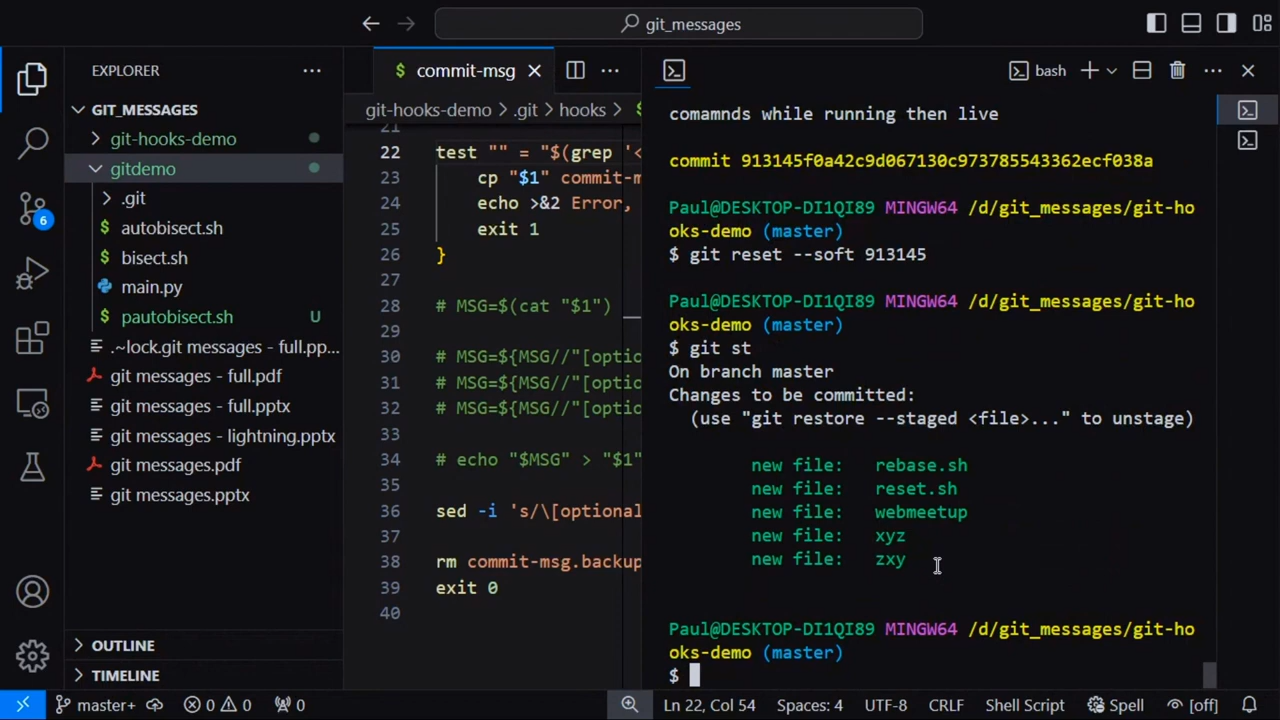 git_messages
EXPLORER
GIT_MESSAGES
git-hooks-demo
gitdemo
.git
autobisect.sh
bisect.sh
main.py
pautobisect.sh U
.~lock.git messages - full.pp...
git messages - full.pdf
git messages - full.pptx
git messages - lightning.pptx
git messages.pdf
git messages.pptx
OUTLINE
TIMELINE
6
$ commit-msg
git-hooks-demo > .git > hooks >
21
22 test "" = "$(grep '<
23 cp "$1" commit-m
24 echo >&2 Error,
25 exit 1
26 }
27
28 # MSG=$(cat "$1")
29
30 # MSG=${MSG//"[optio
31 # MSG=${MSG//"[optio
32 # MSG=${MSG//"[optio
33
34 # echo "$MSG" > "$1"
35
36 sed -i 's/\[optional
37
38 rm commit-msg.backup
39 exit 0
40
bash
comamnds while running then live
commit 913145f0a42c9d067130c973785543362ecf038a
Paul@DESKTOP-DI1QI89 MINGW64 /d/git_messages/git-ho
oks-demo (master)
$ git reset --soft 913145
Paul@DESKTOP-DI1QI89 MINGW64 /d/git_messages/git-ho
oks-demo (master)
$ git st
On branch master
Changes to be committed:
(use "git restore --staged <file>..." to unstage)
new file: rebase.sh
new file: reset.sh
new file: webmeetup
new file: xyz
new file: zxy
Paul@DESKTOP-DI1QI89 MINGW64 /d/git_messages/git-ho
oks-demo (master)
$
master+ 0 0 0 Ln 22, Col 54 Spaces: 4 UTF-8 CRLF Shell Script Spell [off]